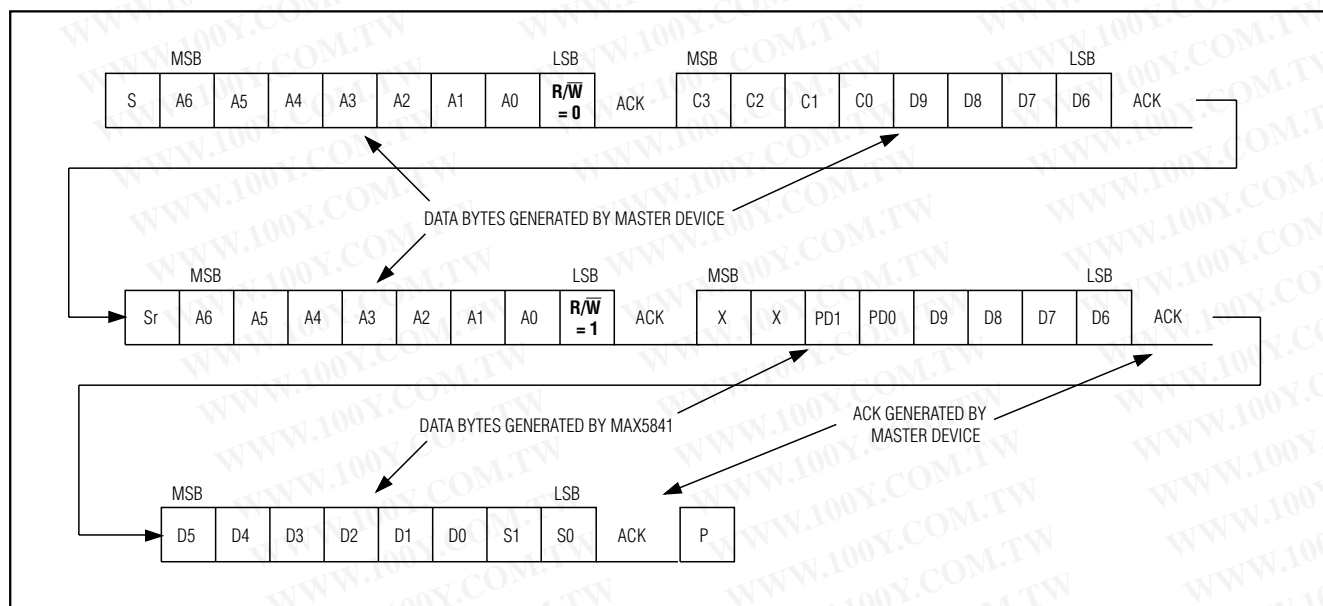 MSB LSB MSB LSB
S A6 A5 A4 A3 A2 A1 A0 R/W̅ = 0 ACK C3 C2 C1 C0 D9 D8 D7 D6 ACK
DATA BYTES GENERATED BY MASTER DEVICE
MSB LSB MSB LSB
Sr A6 A5 A4 A3 A2 A1 A0 R/W̅ = 1 ACK X X PD1 PD0 D9 D8 D7 D6 ACK
DATA BYTES GENERATED BY MAX5841
ACK GENERATED BY
MASTER DEVICE
MSB LSB
D5 D4 D3 D2 D1 D0 S1 S0 ACK P
WWW.100Y.COM.TW